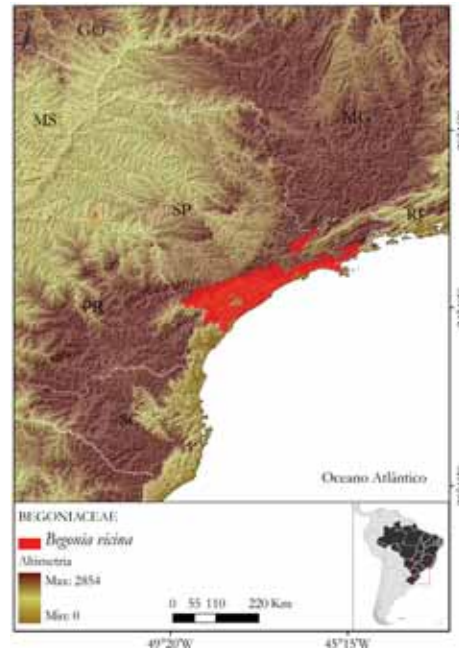 GO
MS
MG
SP
RJ
PR
SC
Oceano Atlântico
BEGONIACEAE
Begonia ricina
Altimetria
Max: 2854
Min: 0
0 55 110 220 Km
49°20'W 45°15'W